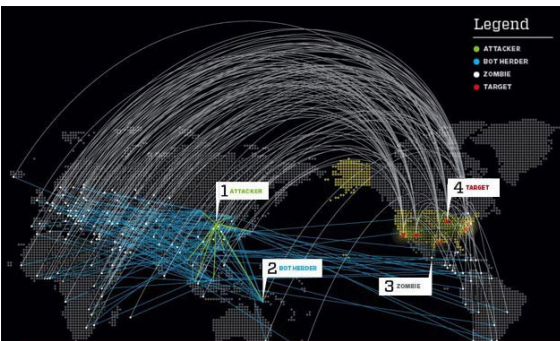 Legend
ATTACKER
BOT HERDER
ZOMBIE
TARGET
4 TARGET
1 ATTACKER
2 BOT HERDER
3 ZOMBIE